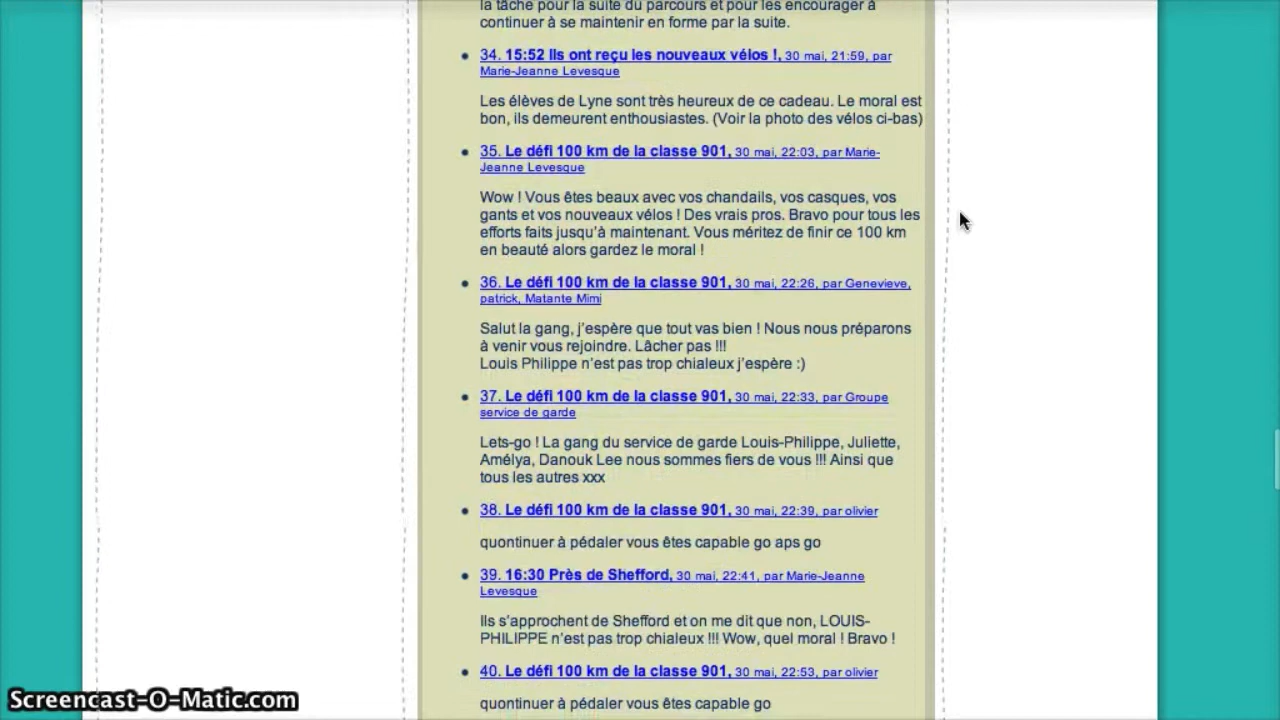 la tâche pour la suite du parcours et pour les encourager à
continuer à se maintenir en forme par la suite.
34. 15:52 Ils ont reçu les nouveaux vélos !, 30 mai, 21:59, par
Marie-Jeanne Levesque
Les élèves de Lyne sont très heureux de ce cadeau. Le moral est
bon, ils demeurent enthousiastes. (Voir la photo des vélos ci-bas)
35. Le défi 100 km de la classe 901, 30 mai, 22:03, par Marie-
Jeanne Levesque
Wow ! Vous êtes beaux avec vos chandails, vos casques, vos
gants et vos nouveaux vélos ! Des vrais pros. Bravo pour tous les
efforts faits jusqu'à maintenant. Vous méritez de finir ce 100 km
en beauté alors gardez le moral !
36. Le défi 100 km de la classe 901, 30 mai, 22:26, par Genevieve,
patrick, Matante Mimi
Salut la gang, j'espère que tout vas bien ! Nous nous préparons
à venir vous rejoindre. Lâcher pas !!!
Louis Philippe n'est pas trop chialeux j'espère :)
37. Le défi 100 km de la classe 901, 30 mai, 22:33, par Groupe
service de garde
Lets-go ! La gang du service de garde Louis-Philippe, Juliette,
Amélya, Danouk Lee nous sommes fiers de vous !!! Ainsi que
tous les autres xxx
38. Le défi 100 km de la classe 901, 30 mai, 22:39, par olivier
quontinuer à pédaler vous êtes capable go aps go
39. 16:30 Près de Shefford, 30 mai, 22:41, par Marie-Jeanne
Levesque
Ils s'approchent de Shefford et on me dit que non, LOUIS-
PHILIPPE n'est pas trop chialeux !!! Wow, quel moral ! Bravo !
40. Le défi 100 km de la classe 901, 30 mai, 22:53, par olivier
quontinuer à pédaler vous êtes capable go
Screencast-O-Matic.com